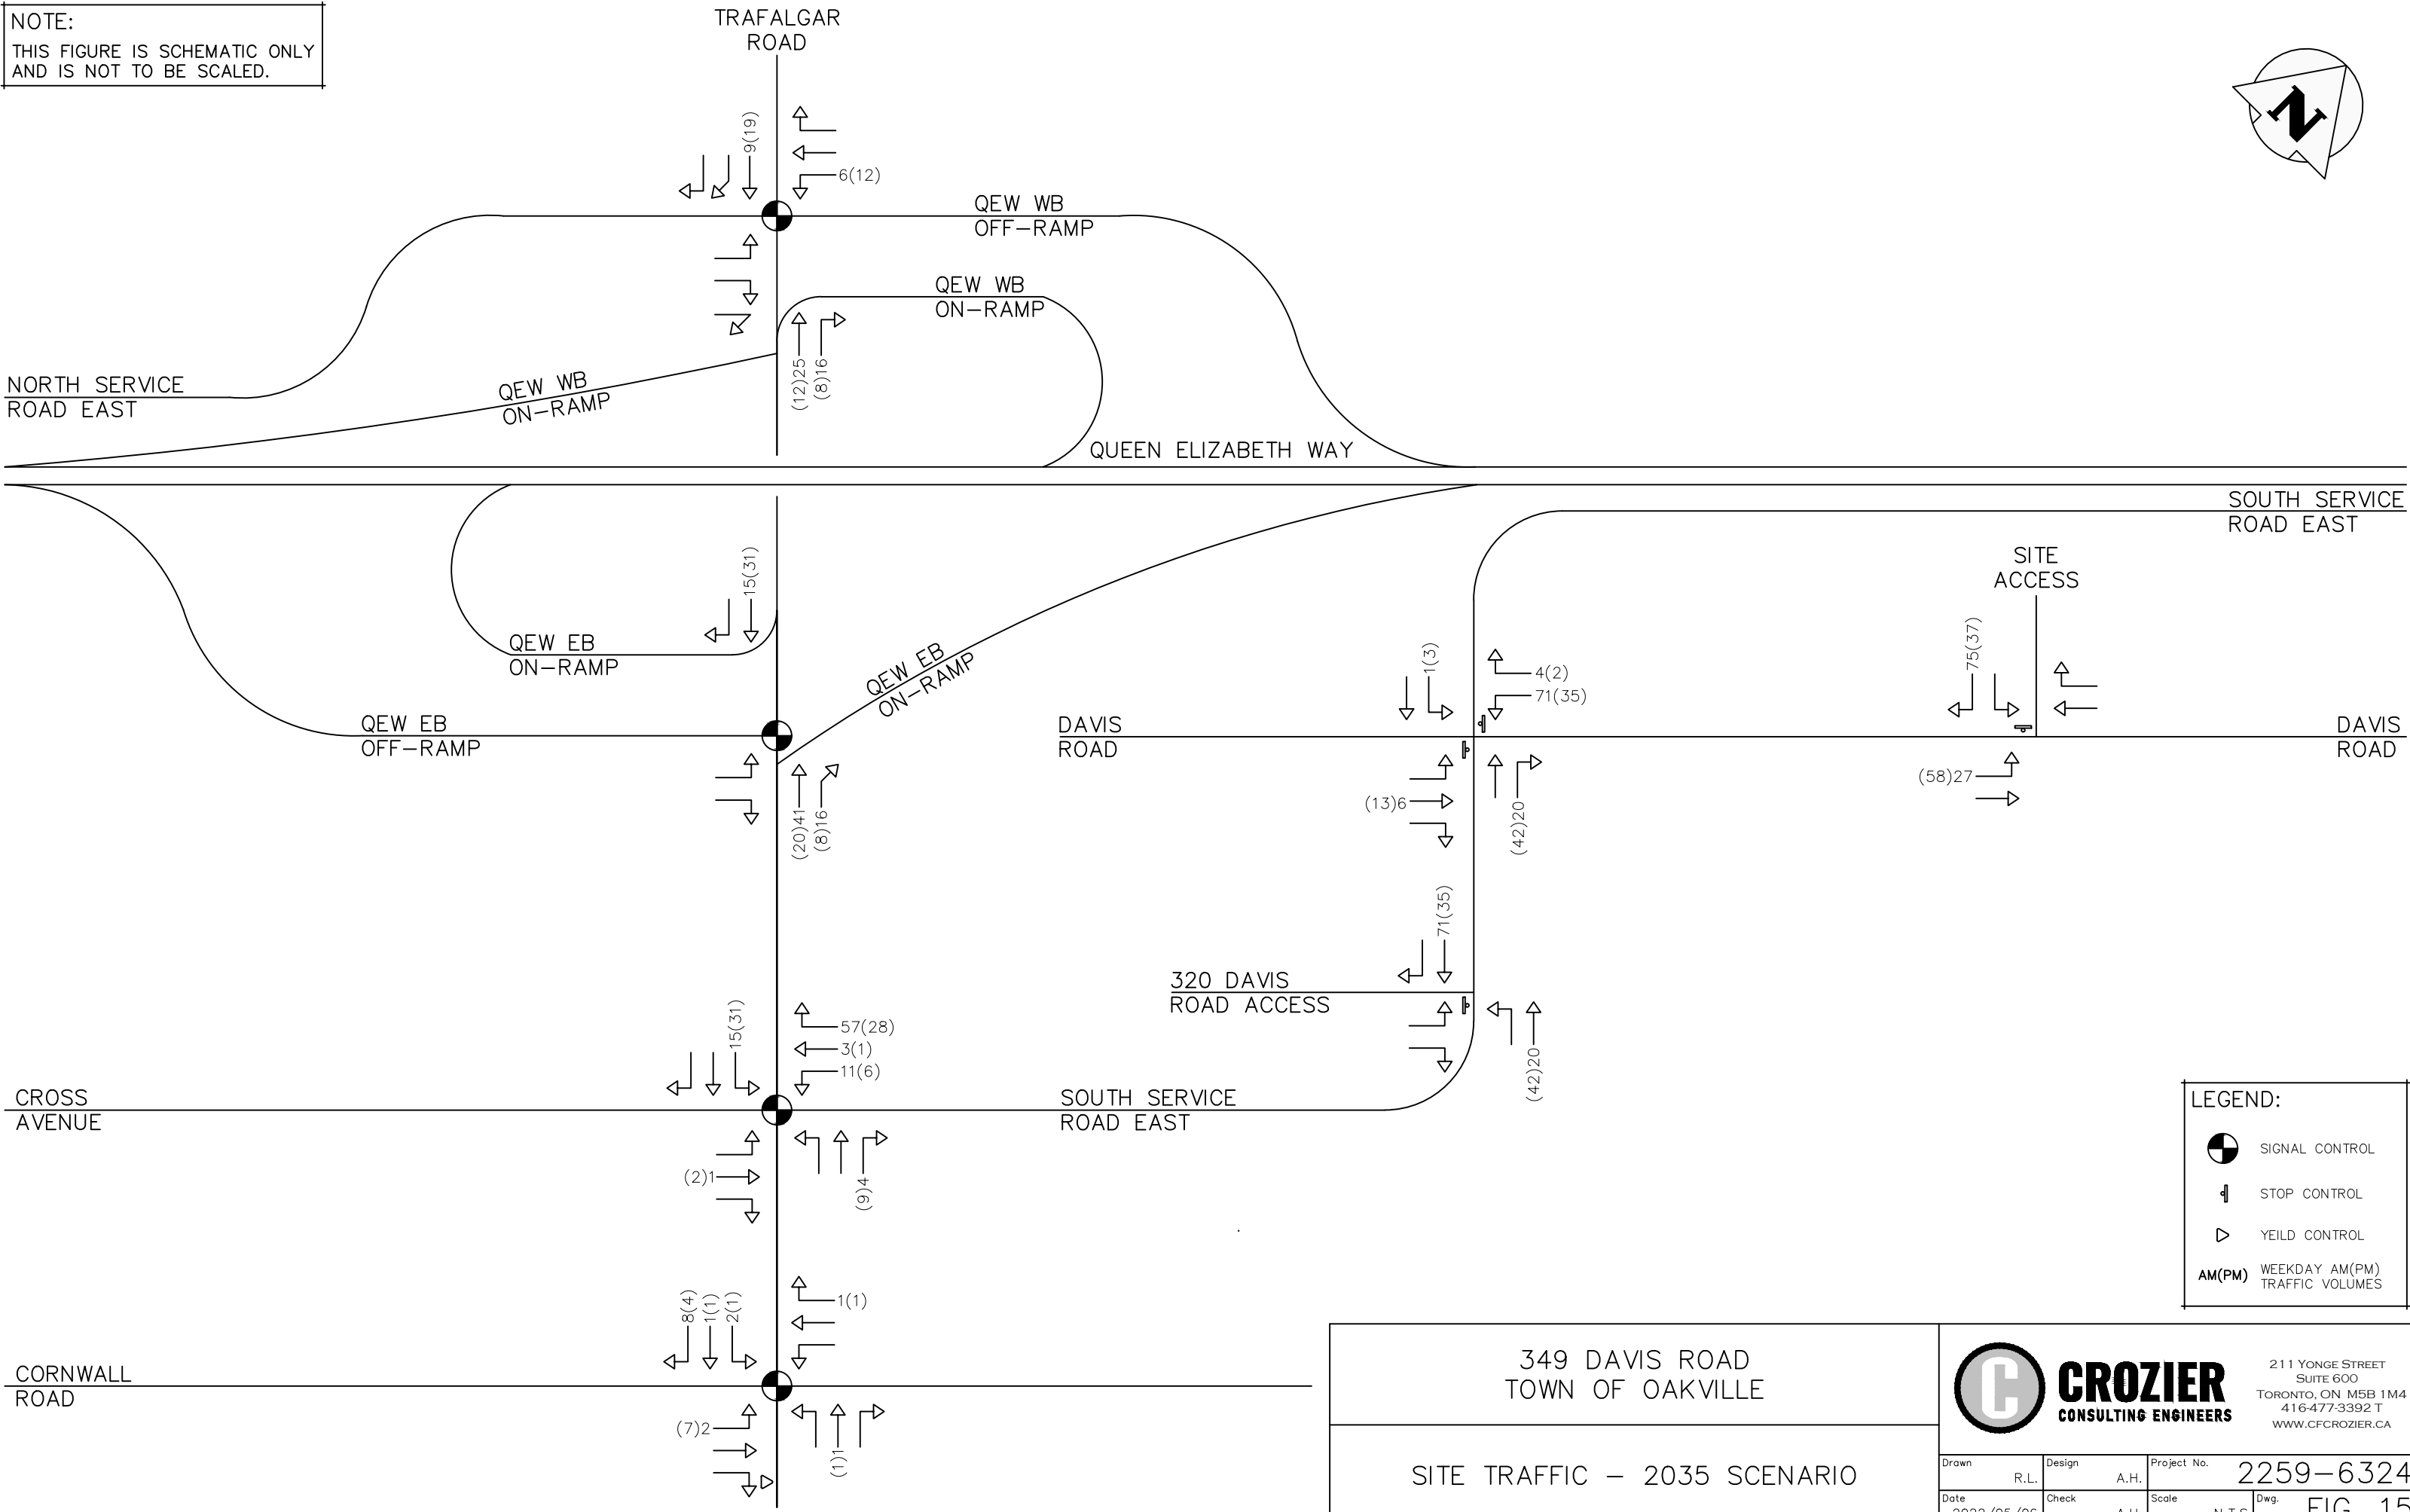 NOTE:
THIS FIGURE IS SCHEMATIC ONLY
AND IS NOT TO BE SCALED.
TRAFALGAR
ROAD
N
9(19)
6(12)
QEW WB
OFF-RAMP
QEW WB
ON-RAMP
(12)25
(8)16
NORTH SERVICE
ROAD EAST
QEW WB
ON-RAMP
QUEEN ELIZABETH WAY
SOUTH SERVICE
ROAD EAST
SITE
ACCESS
15(31)
QEW EB
ON-RAMP
QEW EB
ON-RAMP
QEW EB
OFF-RAMP
(20)41
(8)16
DAVIS
ROAD
1(3)
4(2)
71(35)
(13)6
(42)20
75(37)
(58)27
DAVIS
ROAD
71(35)
320 DAVIS
ROAD ACCESS
(42)20
15(31)
57(28)
3(1)
11(6)
CROSS
AVENUE
SOUTH SERVICE
ROAD EAST
(2)1
(9)4
8(4)
1(1)
2(1)
1(1)
CORNWALL
ROAD
(7)2
(1)1
LEGEND:
SIGNAL CONTROL
STOP CONTROL
YEILD CONTROL
AM(PM) WEEKDAY AM(PM)
TRAFFIC VOLUMES
349 DAVIS ROAD
TOWN OF OAKVILLE
SITE TRAFFIC - 2035 SCENARIO
C
CROZIER
CONSULTING ENGINEERS
211 YONGE STREET
SUITE 600
TORONTO, ON M5B 1M4
416-477-3392 T
WWW.CFCROZIER.CA
Drawn R.L.
Design A.H.
Project No. 2259-6324
Date
Check
Scale
Dwg. FIG. 15